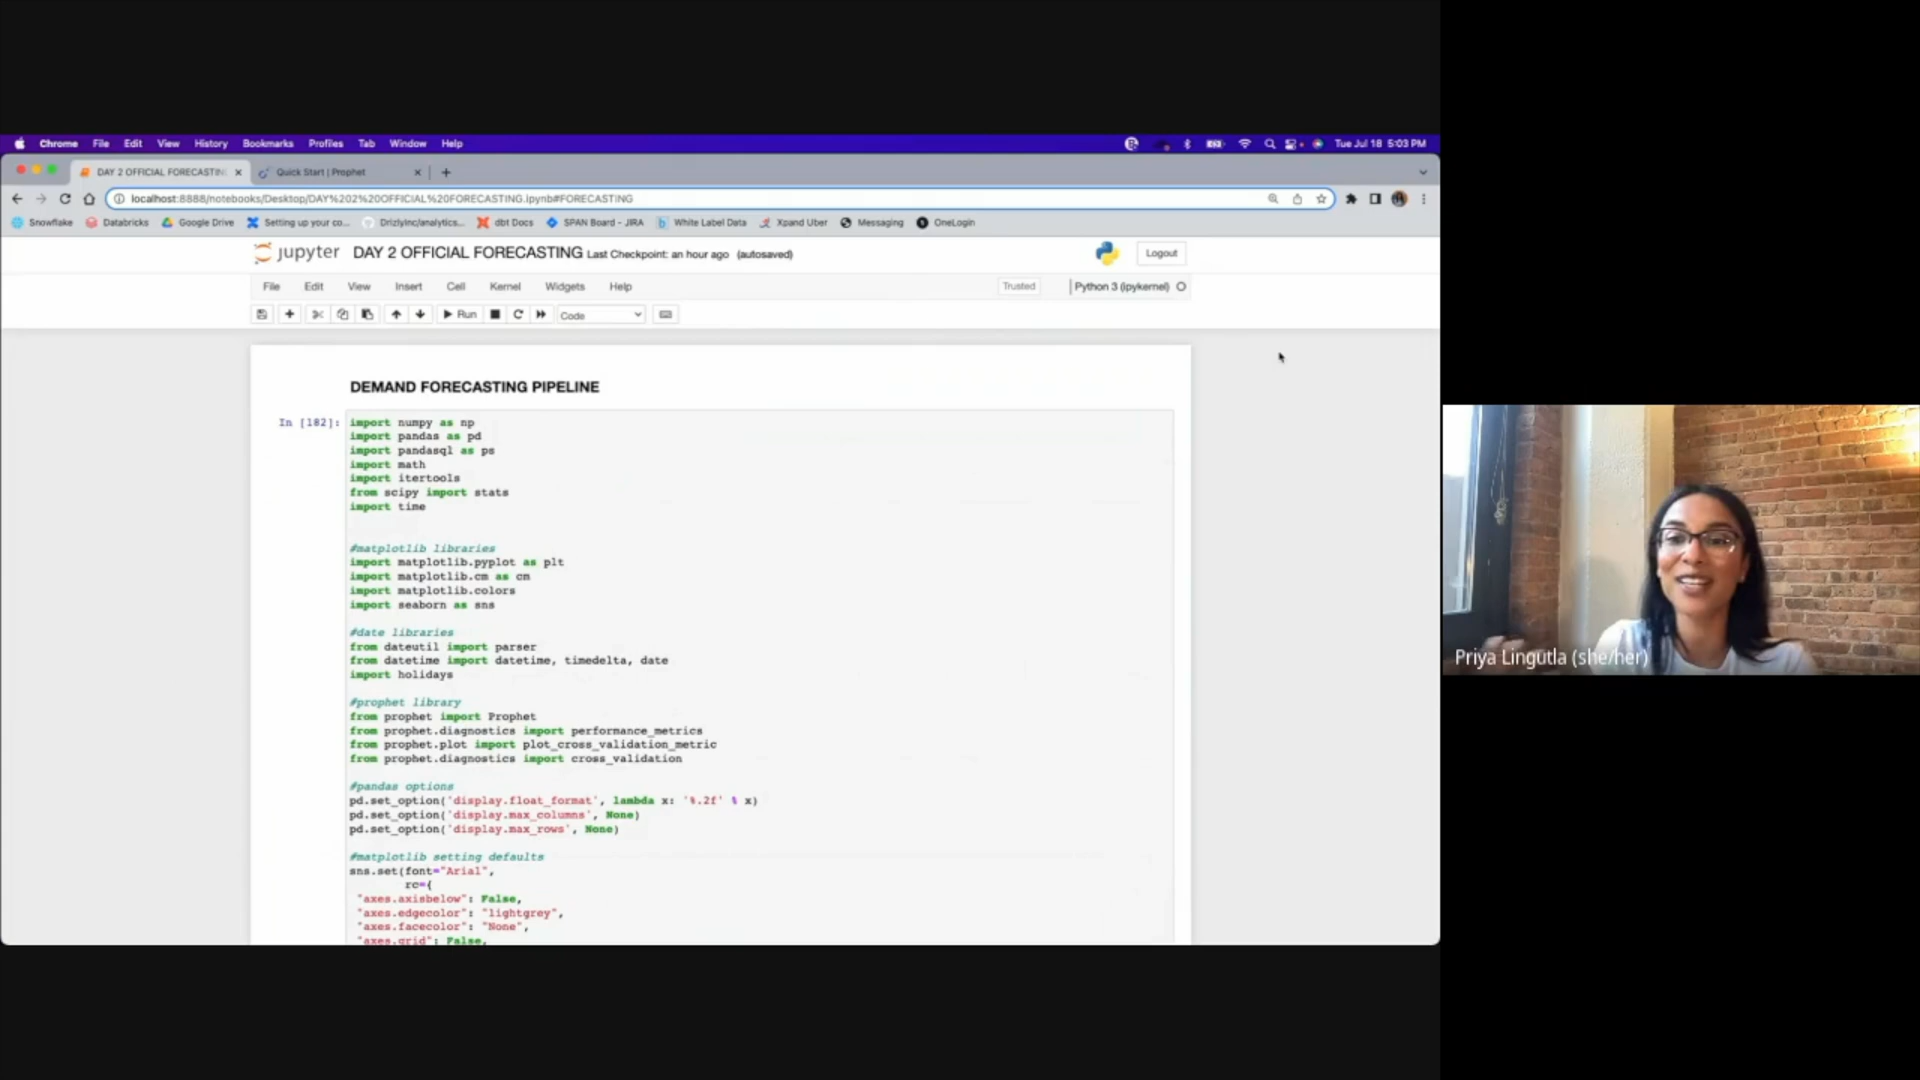 Chrome File Edit View History Bookmarks Profiles Tab Window Help Tue Jul 18 5:03 PM
DAY 2 OFFICIAL FORECASTIN Quick Start | Prophet
localhost:8888/notebooks/Desktop/DAY%202%20OFFICIAL%20FORECASTING.ipynb#FORECASTING
Snowflake Databricks Google Drive Setting up your co... DrizlyInc/analytics... dbt Docs SPAN Board - JIRA White Label Data Xpand Uber Messaging OneLogin
jupyter DAY 2 OFFICIAL FORECASTING Last Checkpoint: an hour ago (autosaved) Logout
File Edit View Insert Cell Kernel Widgets Help Trusted Python 3 (ipykernel)
Run Code
DEMAND FORECASTING PIPELINE
In [182]: import numpy as np
import pandas as pd
import pandasql as ps
import math
import itertools
from scipy import stats
import time
#matplotlib libraries
import matplotlib.pyplot as plt
import matplotlib.cm as cm
import matplotlib.colors
import seaborn as sns
#date libraries
from dateutil import parser
from datetime import datetime, timedelta, date
import holidays
#prophet library
from prophet import Prophet
from prophet.diagnostics import performance_metrics
from prophet.plot import plot_cross_validation_metric
from prophet.diagnostics import cross_validation
#pandas options
pd.set_option('display.float_format', lambda x: '%.2f' % x)
pd.set_option('display.max_columns', None)
pd.set_option('display.max_rows', None)
#matplotlib setting defaults
sns.set(font="Arial",
rc={
"axes.axisbelow": False,
"axes.edgecolor": "lightgrey",
"axes.facecolor": "None",
"axes.grid": False,
Priya Lingutla (she/her)